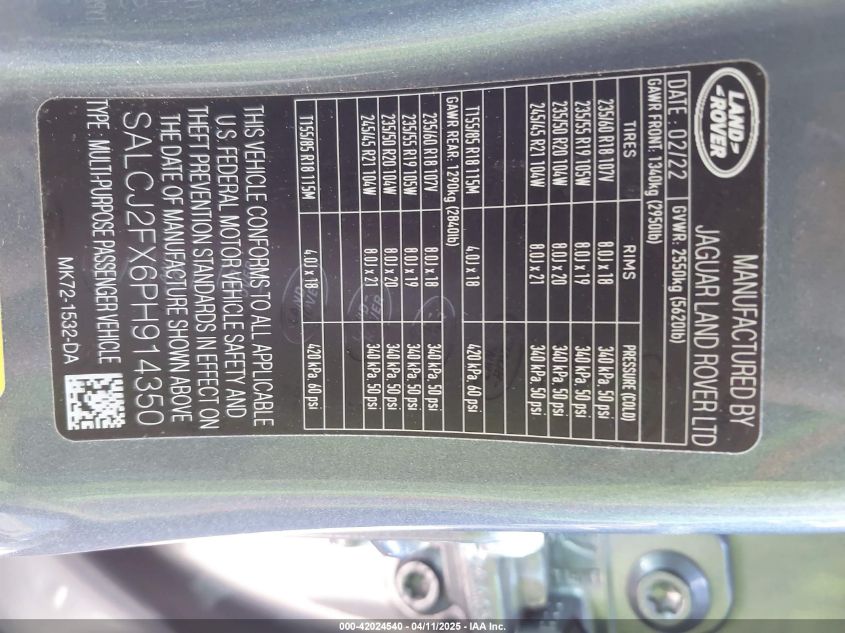 LAND-
ROVER
MANUFACTURED BY
JAGUAR LAND ROVER LTD
DATE: 02/22 GVWR: 2550kg (5620lb)
GAWR FRONT: 1340kg (2950lb)
TIRES RIMS PRESSURE (COLD)
235/60 R18 107V 8.0J x 18 340 kPa, 50 psi
235/55 R19 105W 8.0J x 19 340 kPa, 50 psi
235/50 R20 104W 8.0J x 20 340 kPa, 50 psi
245/45 R21 104W 8.0J x 21 340 kPa, 50 psi
T155/85 R18 115M 4.0J x 18 420 kPa, 60 psi
GAWR REAR: 1290kg (2840lb)
235/60 R18 107V 8.0J x 18 340 kPa, 50 psi
235/55 R19 105W 8.0J x 19 340 kPa, 50 psi
235/50 R20 104W 8.0J x 20 340 kPa, 50 psi
245/45 R21 104W 8.0J x 21 340 kPa, 50 psi
T155/85 R18 115M 4.0J x 18 420 kPa, 60 psi
THIS VEHICLE CONFORMS TO ALL APPLICABLE
U.S. FEDERAL MOTOR VEHICLE SAFETY AND
THEFT PREVENTION STANDARDS IN EFFECT ON
THE DATE OF MANUFACTURE SHOWN ABOVE
SALCJ2FX6PH914350
TYPE: MULTI-PURPOSE PASSENGER VEHICLE
MK72-1532-DA
000-42024540 - 04/11/2025 - IAA Inc.